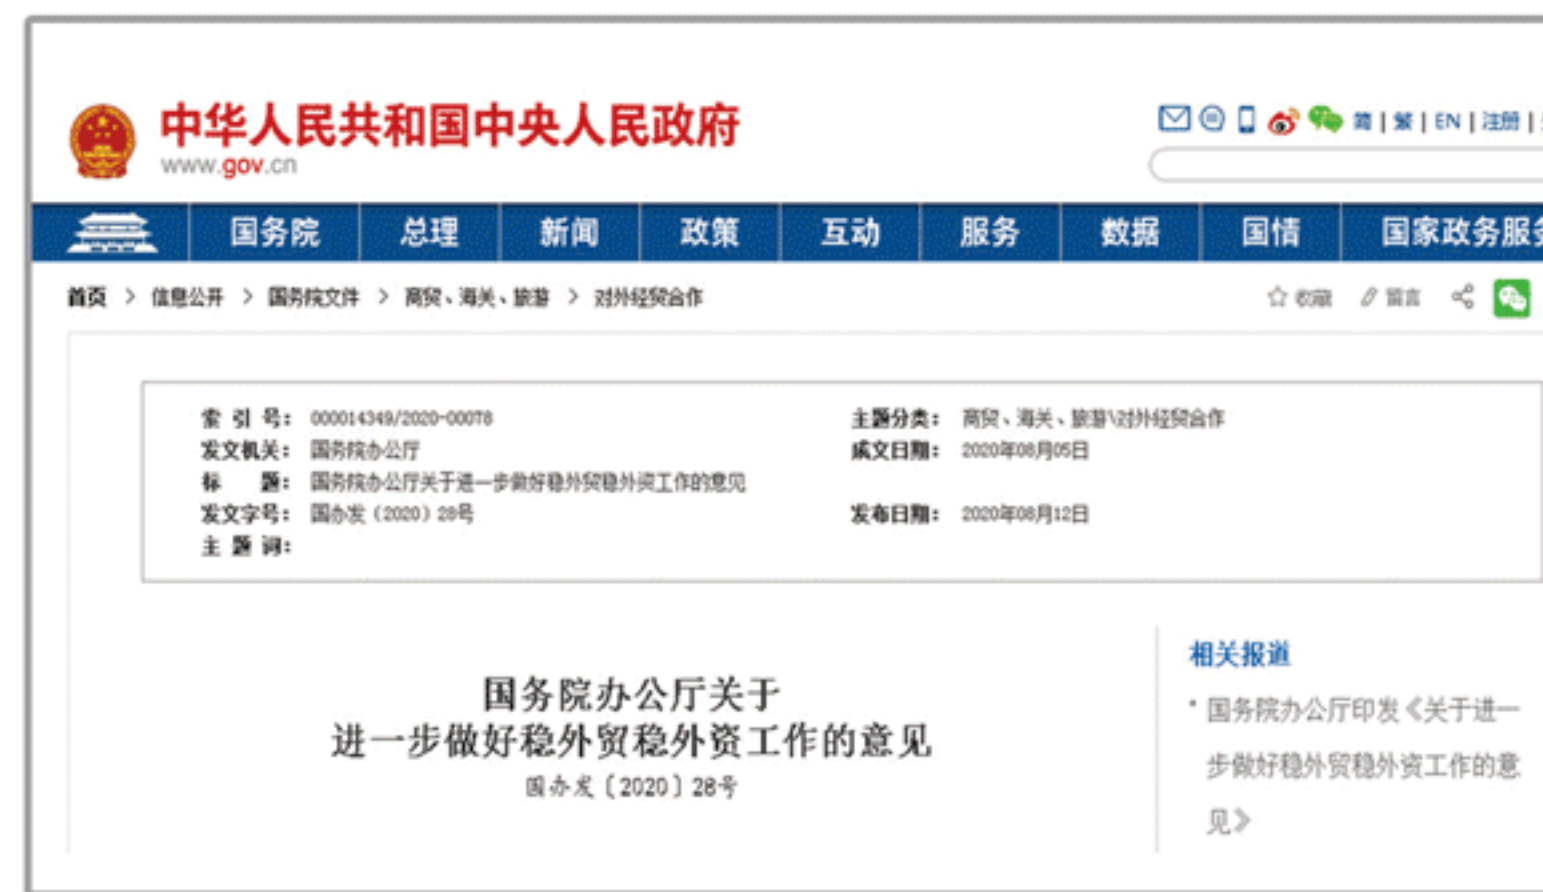 中华人民共和国中央人民政府
www.gov.cn
简 | 繁 | EN | 注册 |
国务院 总理 新闻 政策 互动 服务 数据 国情 国家政务服务
首页 > 信息公开 > 国务院文件 > 商贸、海关、旅游 > 对外经贸合作
收藏 留言
索 引 号： 000014349/2020-00078 主题分类： 商贸、海关、旅游\对外经贸合作
发文机关： 国务院办公厅 成文日期： 2020年08月05日
标 题： 国务院办公厅关于进一步做好稳外贸稳外资工作的意见
发文字号： 国办发（2020）28号 发布日期： 2020年08月12日
主 题 词：
国务院办公厅关于
进一步做好稳外贸稳外资工作的意见
国办发〔2020〕28号
相关报道
· 国务院办公厅印发《关于进一
步做好稳外贸稳外资工作的意
见》